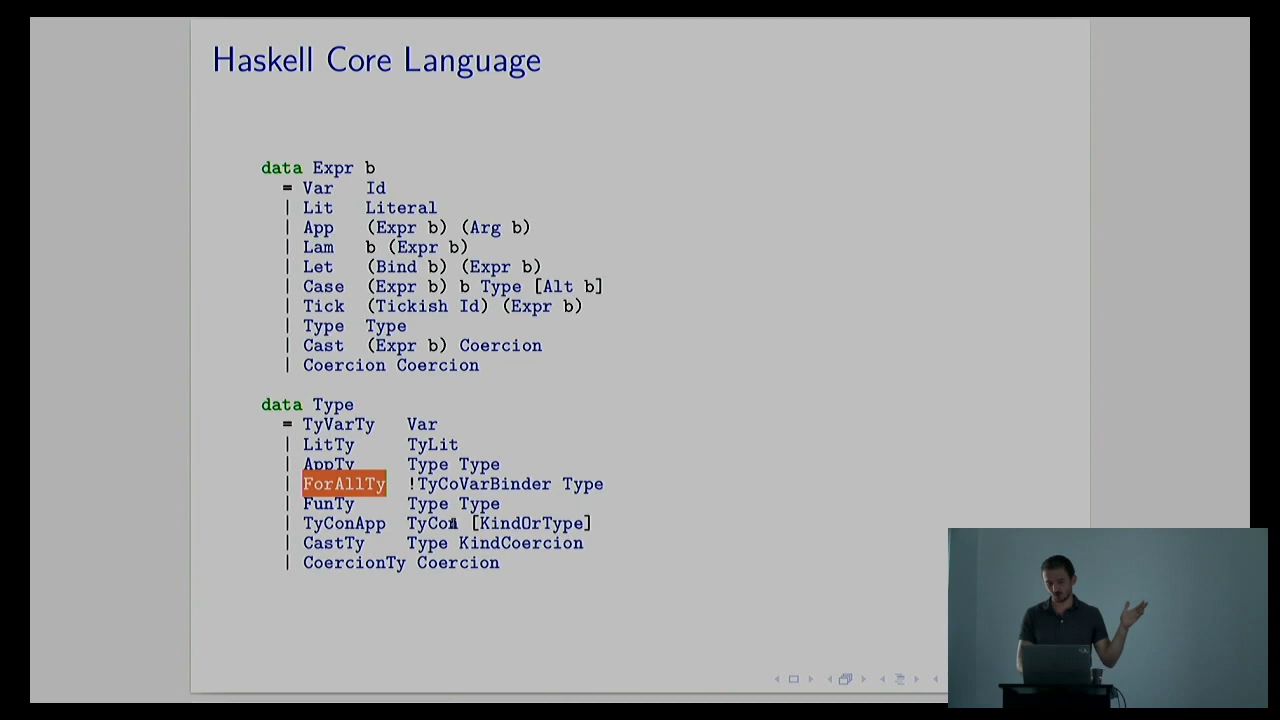 Haskell Core Language
data Expr b
= Var Id
| Lit Literal
| App (Expr b) (Arg b)
| Lam b (Expr b)
| Let (Bind b) (Expr b)
| Case (Expr b) b Type [Alt b]
| Tick (Tickish Id) (Expr b)
| Type Type
| Cast (Expr b) Coercion
| Coercion Coercion
data Type
= TyVarTy Var
| LitTy TyLit
| AppTy Type Type
| ForAllTy !TyCoVarBinder Type
| FunTy Type Type
| TyConApp TyCon [KindOrType]
| CastTy Type KindCoercion
| CoercionTy Coercion